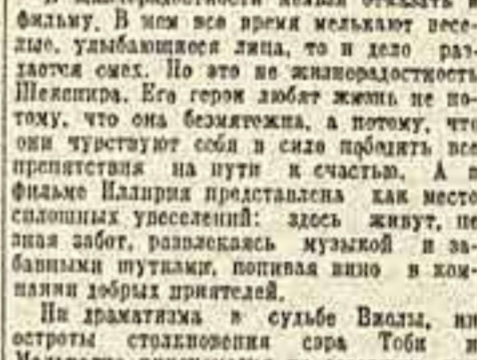 жизнерадостности нельзя отказать и
фильму. В нем все время мелькают весе-
лые, улыбающиеся лица, то и дело раз-
дается смех. Но это не жизнерадостность
Шекспира. Его герои любят жизнь не по-
тому, что она безмятежна, а потому, что
они чувствуют себя в силе победить все
препятствия на пути к счастью. А в
фильме Иллирия представлена как место
сплошных увеселений: здесь живут, не
зная забот, развлекаясь музыкой и за-
бавными шутками, попивая вино в ком-
пании добрых приятелей.
Ни драматизма в судьбе Виолы, ни
остроты столкновения сэра Тоби и